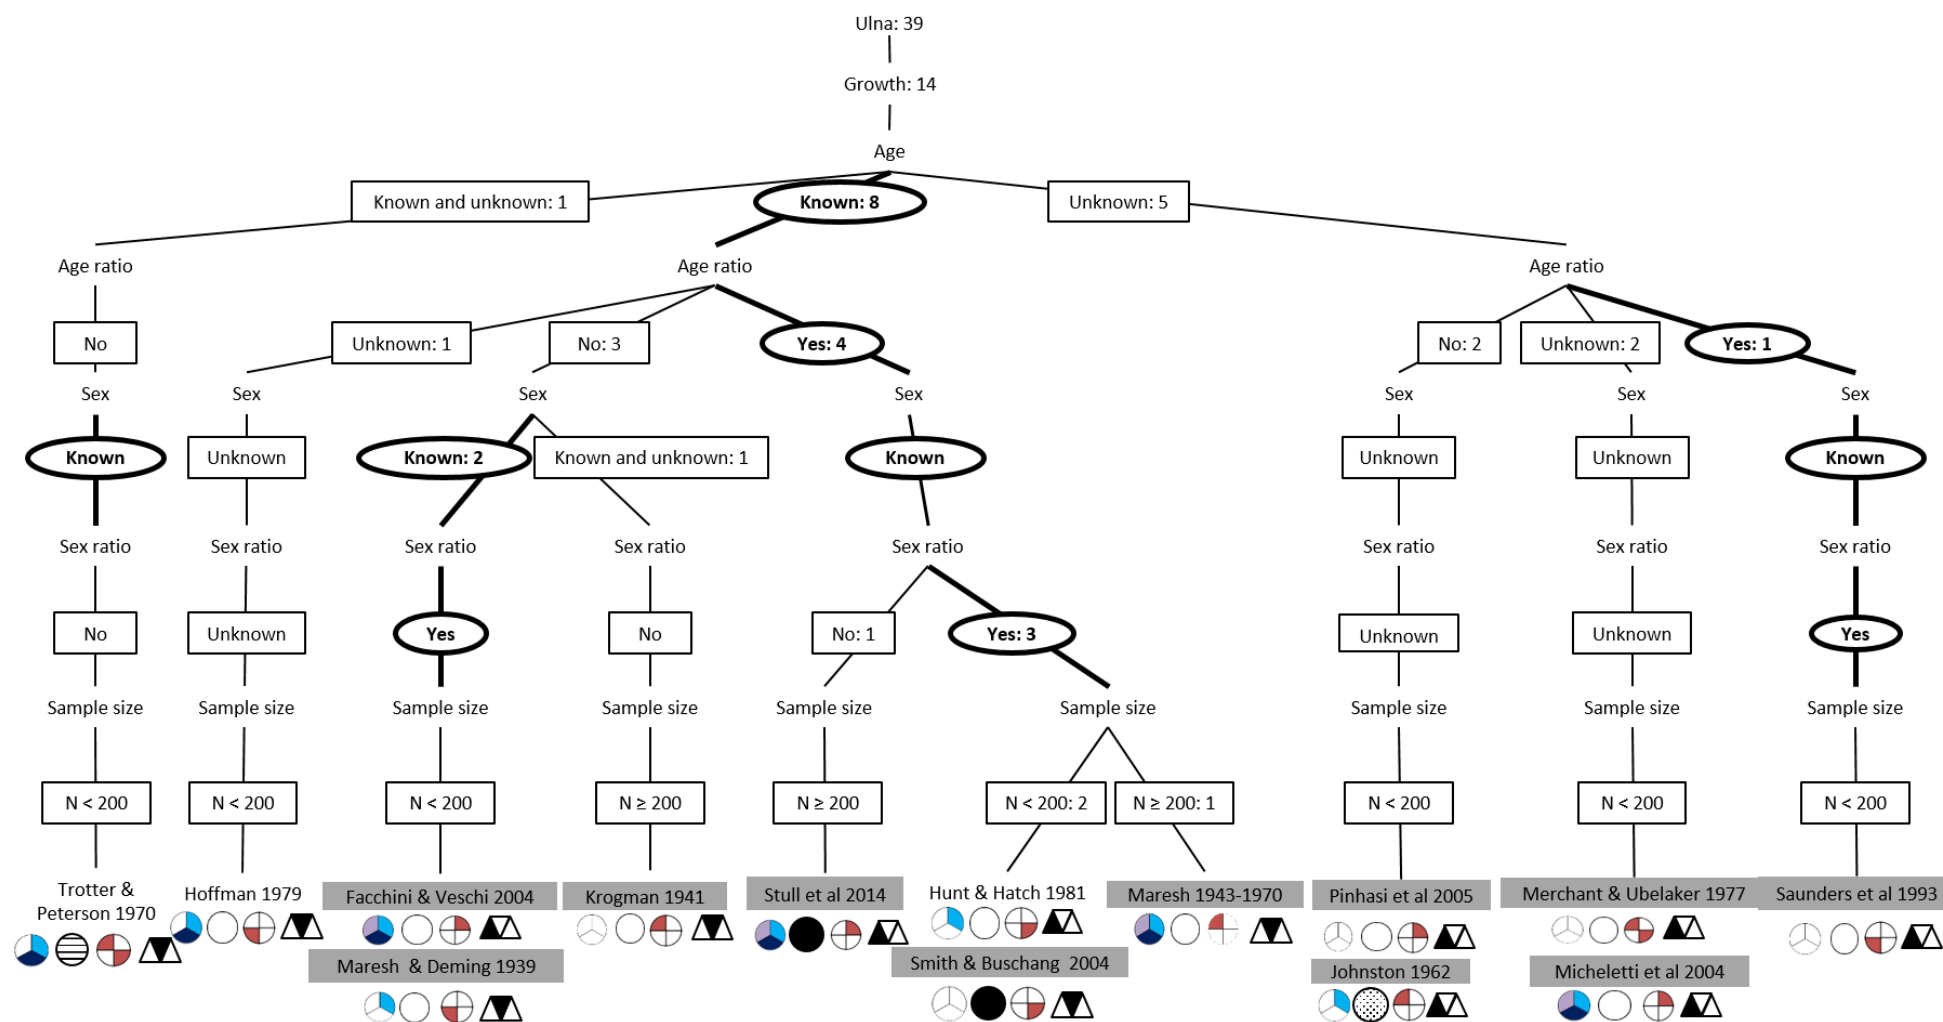 Ulna: 39
Growth: 14
Age
Known and unknown: 1
Known: 8
Unknown: 5
Age ratio
Age ratio
Age ratio
No
Unknown: 1
No: 3
Yes: 4
No: 2
Unknown: 2
Yes: 1
Sex
Sex
Sex
Sex
Sex
Sex
Sex
Known
Unknown
Known: 2
Known and unknown: 1
Known
Unknown
Unknown
Known
Sex ratio
Sex ratio
Sex ratio
Sex ratio
Sex ratio
Sex ratio
Sex ratio
Sex ratio
No
Unknown
Yes
No
No: 1
Yes: 3
Unknown
Unknown
Yes
Sample size
Sample size
Sample size
Sample size
Sample size
Sample size
Sample size
Sample size
Sample size
N < 200
N < 200
N < 200
N ≥ 200
N ≥ 200
N < 200: 2
N ≥ 200: 1
N < 200
N < 200
N < 200
Trotter &
Peterson 1970
Hoffman 1979
Facchini & Veschi 2004
Krogman 1941
Stull et al 2014
Hunt & Hatch 1981
Maresh 1943-1970
Pinhasi et al 2005
Merchant & Ubelaker 1977
Saunders et al 1993
Maresh & Deming 1939
Smith & Buschang 2004
Johnston 1962
Micheletti et al 2004